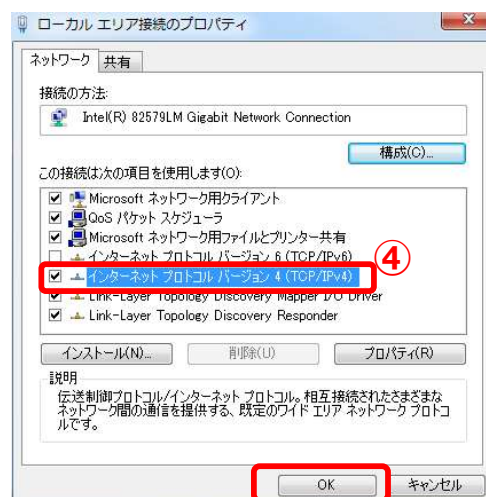 ローカル エリア接続のプロパティ
ネットワーク 共有
接続の方法:
Intel(R) 82579LM Gigabit Network Connection
構成(C)...
この接続は次の項目を使用します(O):
Microsoft ネットワーク用クライアント
QoS パケット スケジューラ
Microsoft ネットワーク用ファイルとプリンター共有
インターネット プロトコル バージョン 6 (TCP/IPv6)
④
インターネット プロトコル バージョン 4 (TCP/IPv4)
Link-Layer Topology Discovery Mapper I/O Driver
Link-Layer Topology Discovery Responder
インストール(N)... 削除(U) プロパティ(R)
説明
伝送制御プロトコル/インターネット プロトコル。相互接続されたさまざまな
ネットワーク間の通信を提供する、既定のワイド エリア ネットワーク プロトコ
ルです。
OK キャンセル